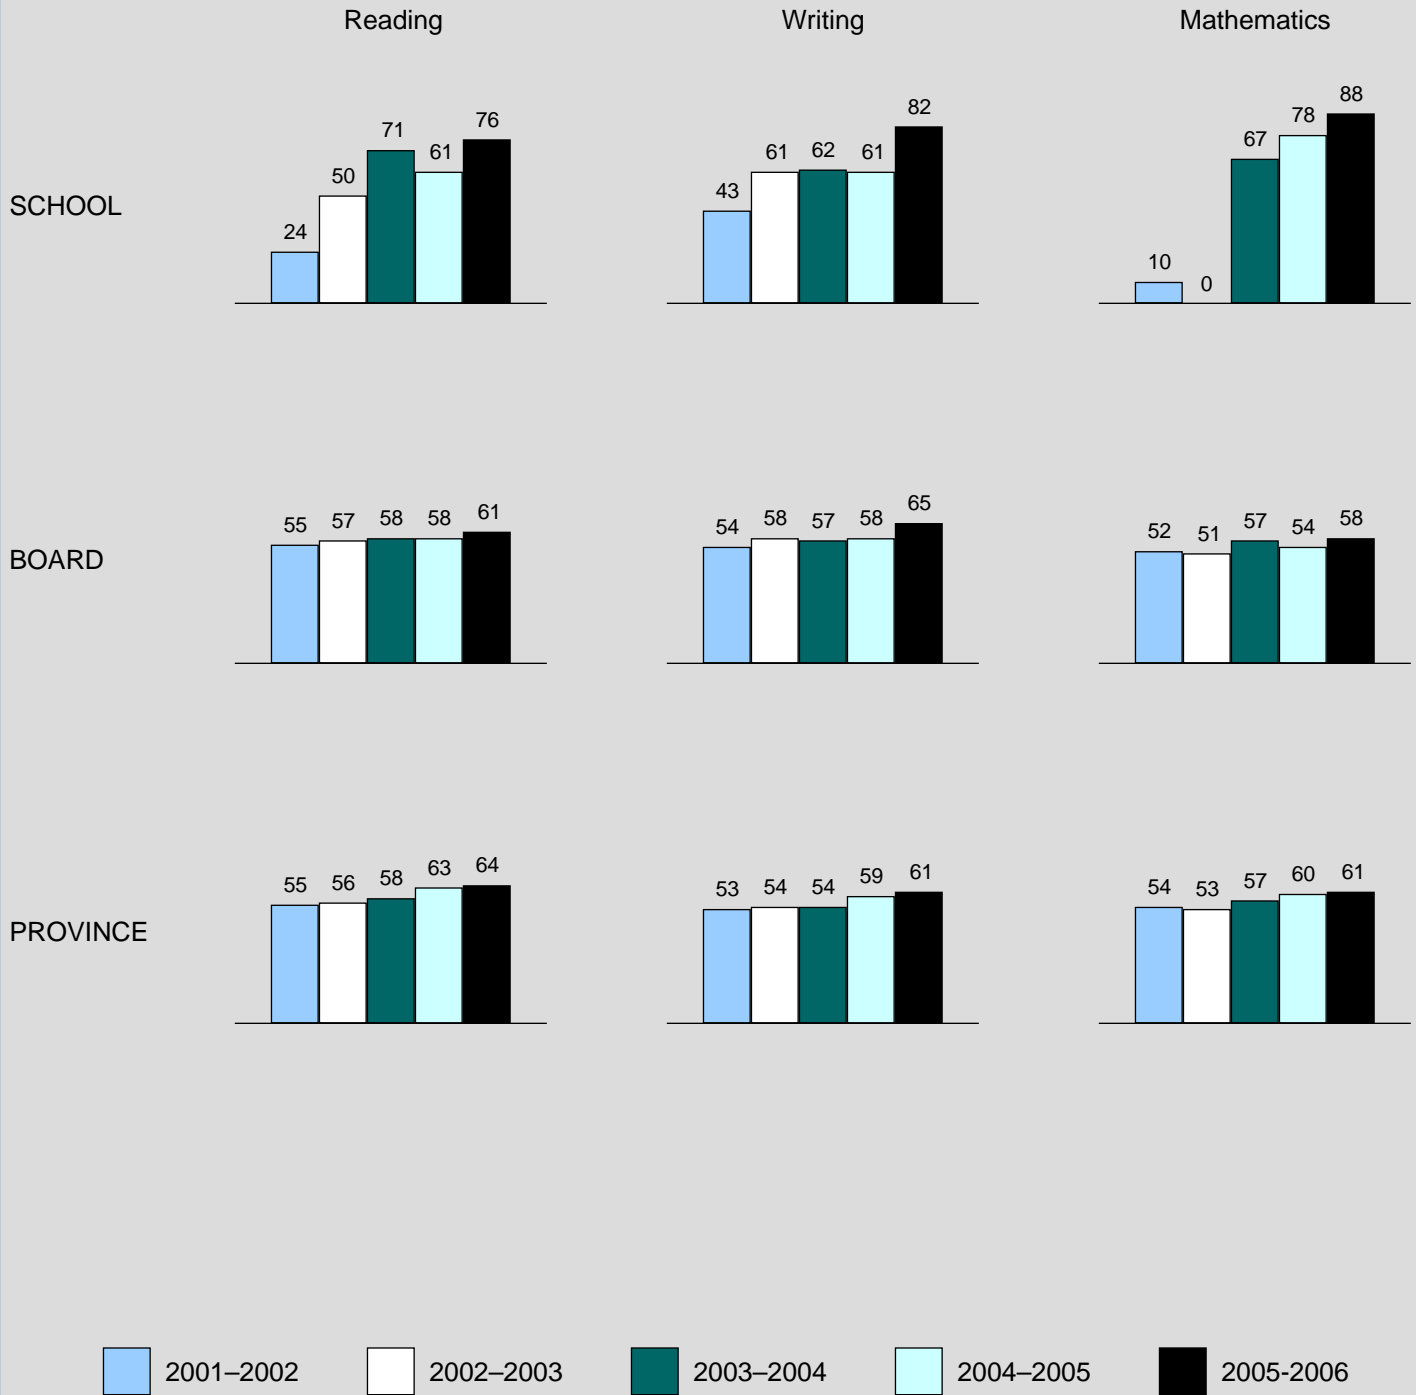 Reading Writing Mathematics
SCHOOL
24 50 71 61 76
43 61 62 61 82
10 0 67 78 88
BOARD
55 57 58 58 61
54 58 57 58 65
52 51 57 54 58
PROVINCE
55 56 58 63 64
53 54 54 59 61
54 53 57 60 61
2001–2002 2002–2003 2003–2004 2004–2005 2005-2006